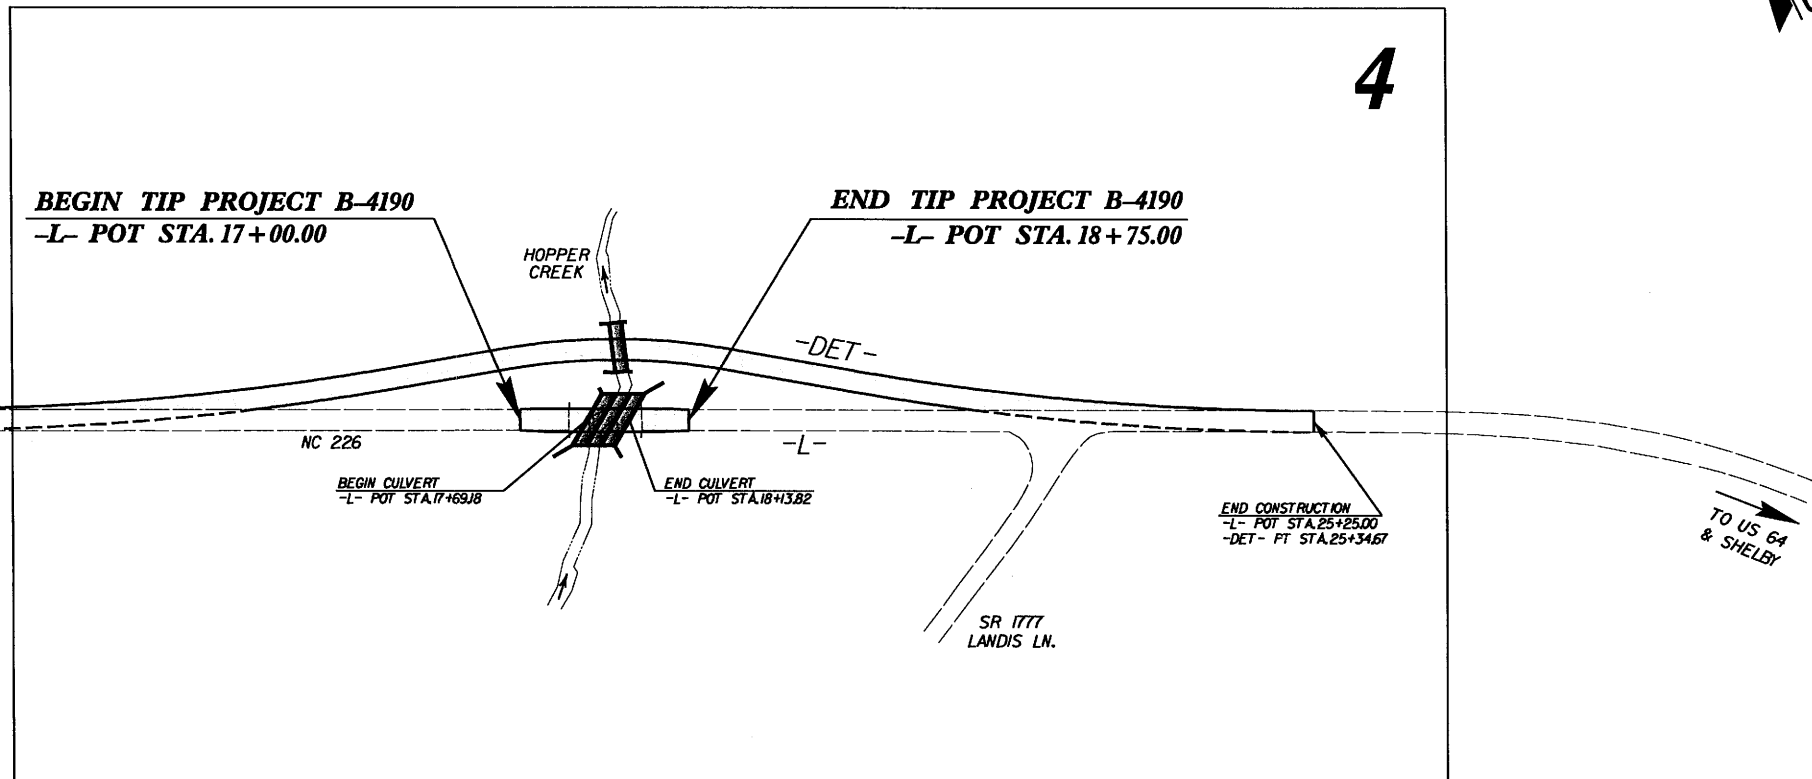 4
BEGIN TIP PROJECT B-4190
-L- POT STA. 17+00.00
END TIP PROJECT B-4190
-L- POT STA. 18+75.00
HOPPER
CREEK
-DET-
NC 226
-L-
BEGIN CULVERT
-L- POT STA.17+69.18
END CULVERT
-L- POT STA.18+13.82
END CONSTRUCTION
-L- POT STA.25+25.00
-DET- PT STA.25+34.67
TO US 64
& SHELBY
SR 1777
LANDIS LN.